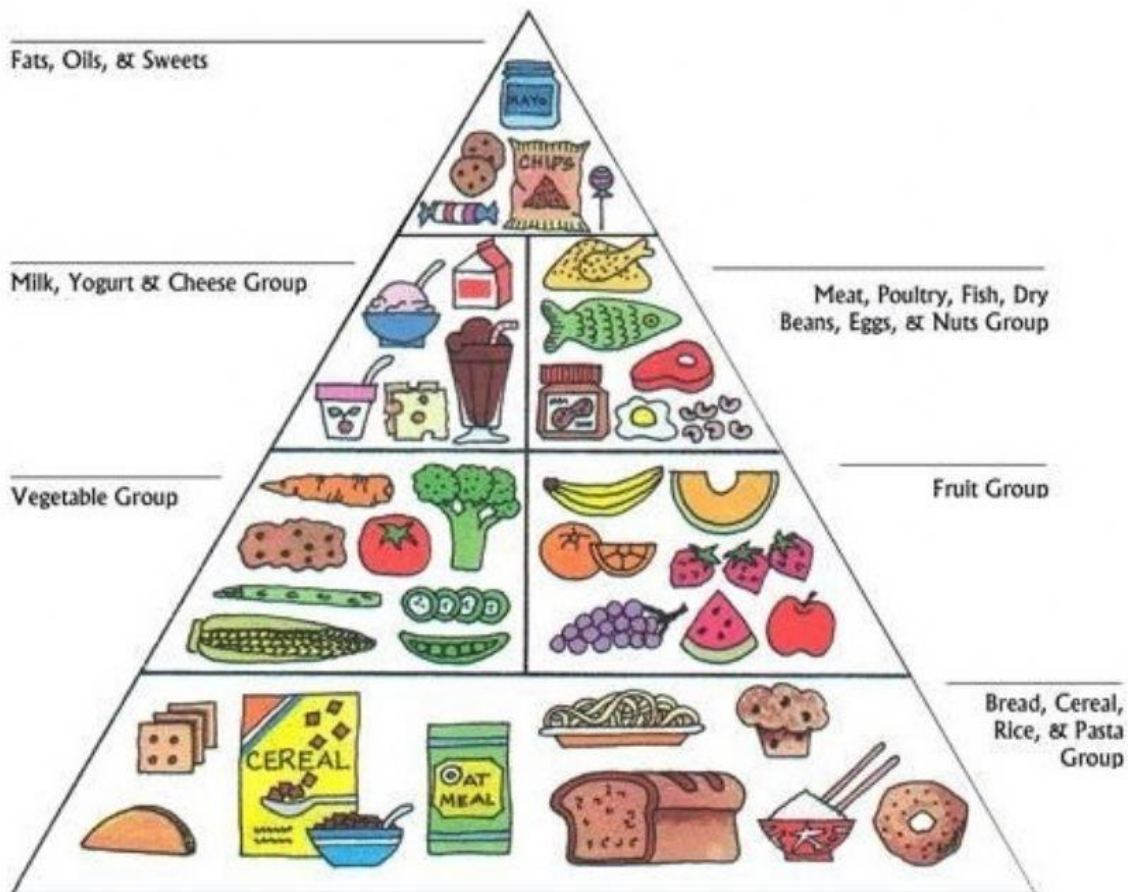 Fats, Oils, & Sweets
MAYO
CHIPS
Milk, Yogurt & Cheese Group
Meat, Poultry, Fish, Dry
Beans, Eggs, & Nuts Group
Vegetable Group
Fruit Group
Bread, Cereal,
Rice, & Pasta
Group
CEREAL
OAT
MEAL